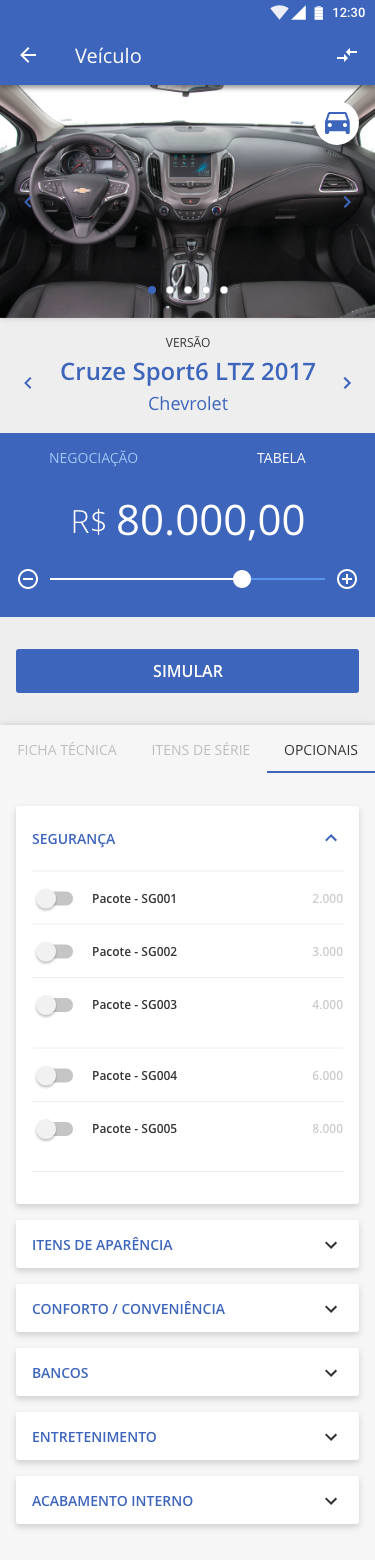 12:30
Veículo
VERSÃO
Cruze Sport6 LTZ 2017
Chevrolet
NEGOCIAÇÃO TABELA
R$ 80.000,00
SIMULAR
FICHA TÉCNICA ITENS DE SÉRIE OPCIONAIS
SEGURANÇA
Pacote - SG001 2.000
Pacote - SG002 3.000
Pacote - SG003 4.000
Pacote - SG004 6.000
Pacote - SG005 8.000
ITENS DE APARÊNCIA
CONFORTO / CONVENIÊNCIA
BANCOS
ENTRETENIMENTO
ACABAMENTO INTERNO